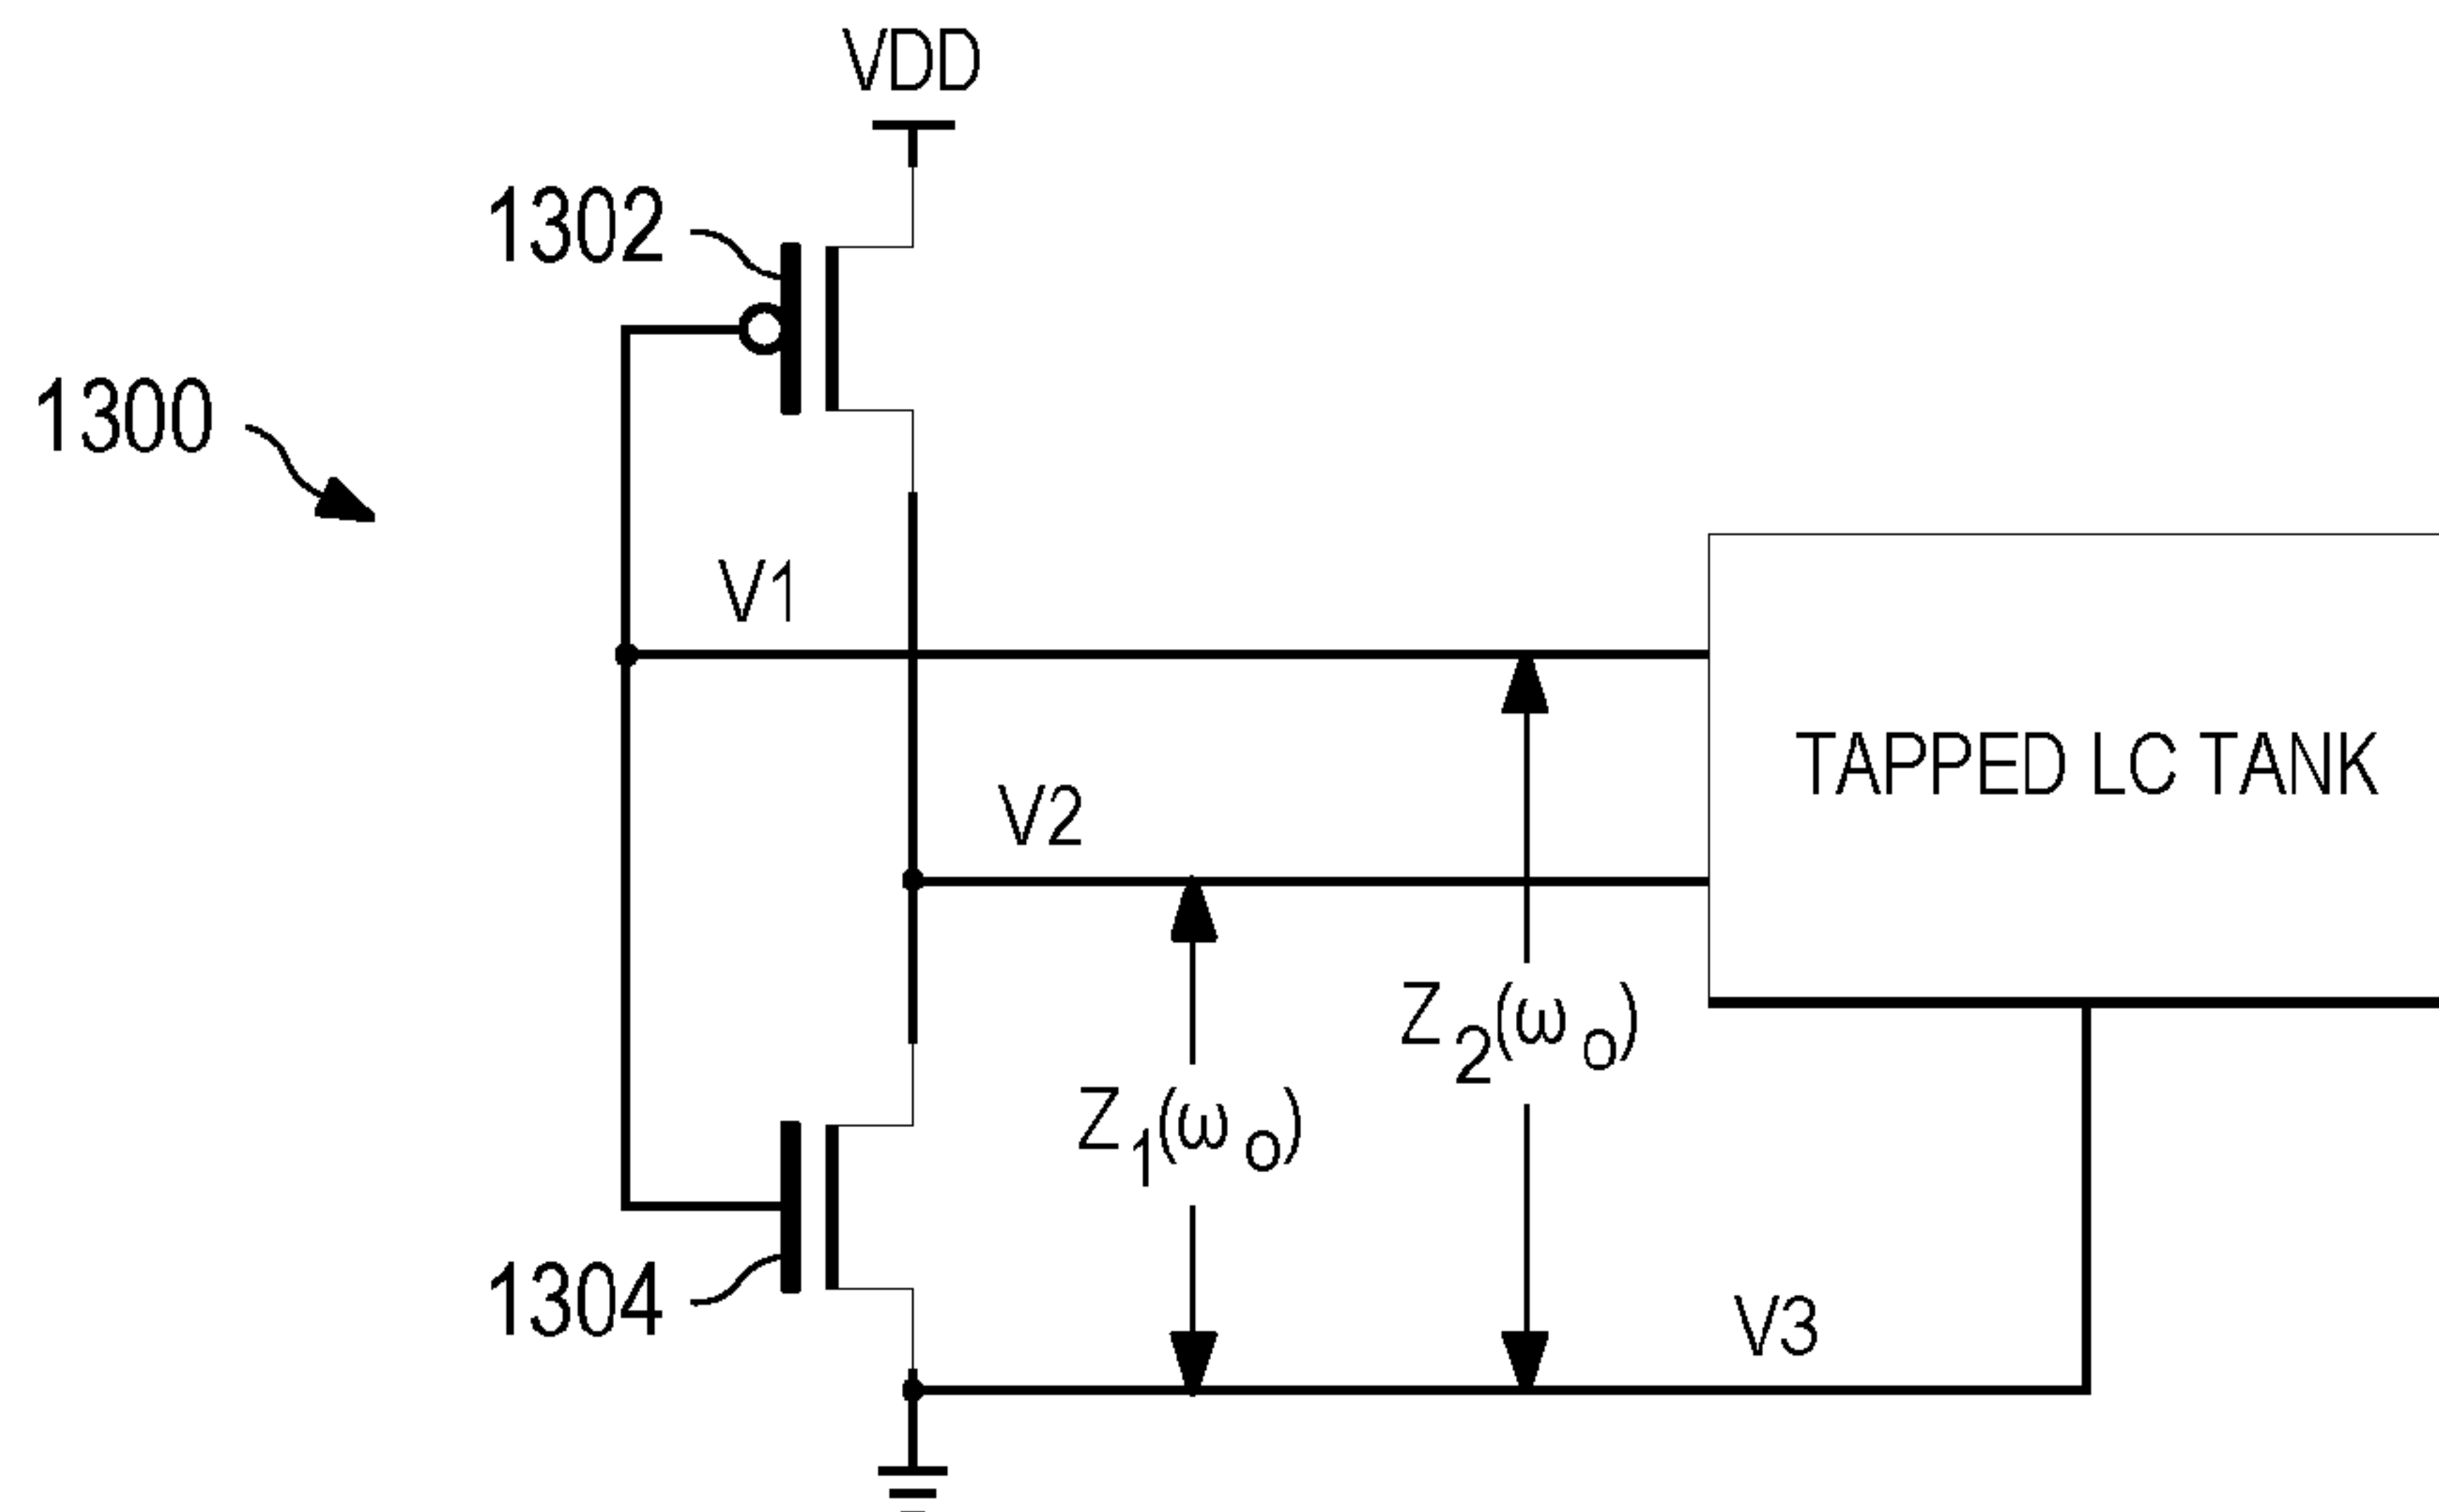 VDD
1302
1300
V1
TAPPED LC TANK
V2
Z2(ωo)
Z1(ωo)
1304
V3